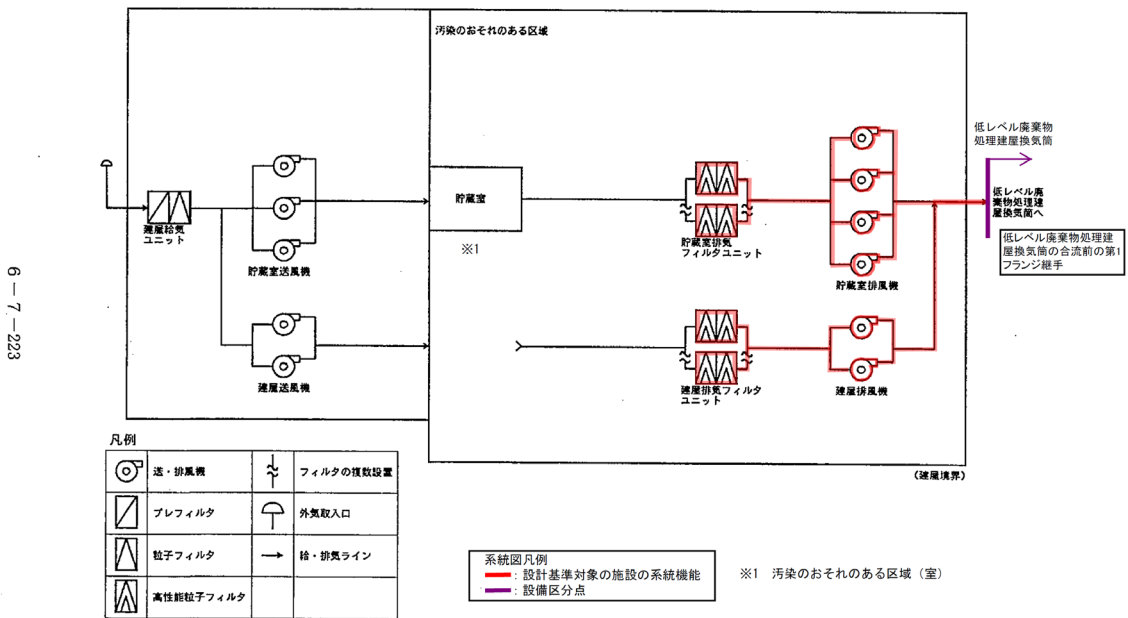 汚染のおそれのある区域
低レベル廃棄物
処理建屋換気筒
低レベル廃
棄物処理建
屋換気筒へ
低レベル廃棄物処理建
屋換気筒の合流前の第1
フランジ継手
建屋給気
ユニット
貯蔵室送風機
建屋送風機
貯蔵室
※1
貯蔵室排気
フィルタユニット
貯蔵室排風機
建屋排気フィルタ
ユニット
建屋排風機
(建屋境界)
凡例
送・排風機
フィルタの複数設置
プレフィルタ
外気取入口
粒子フィルタ
給・排気ライン
高性能粒子フィルタ
系統図凡例
:設計基準対象の施設の系統機能
:設備区分点
※1 汚染のおそれのある区域(室)
6-7-223